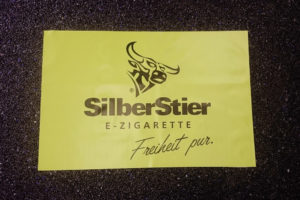 ®
SilberStier
E-ZIGARETTE
Freiheit pur.